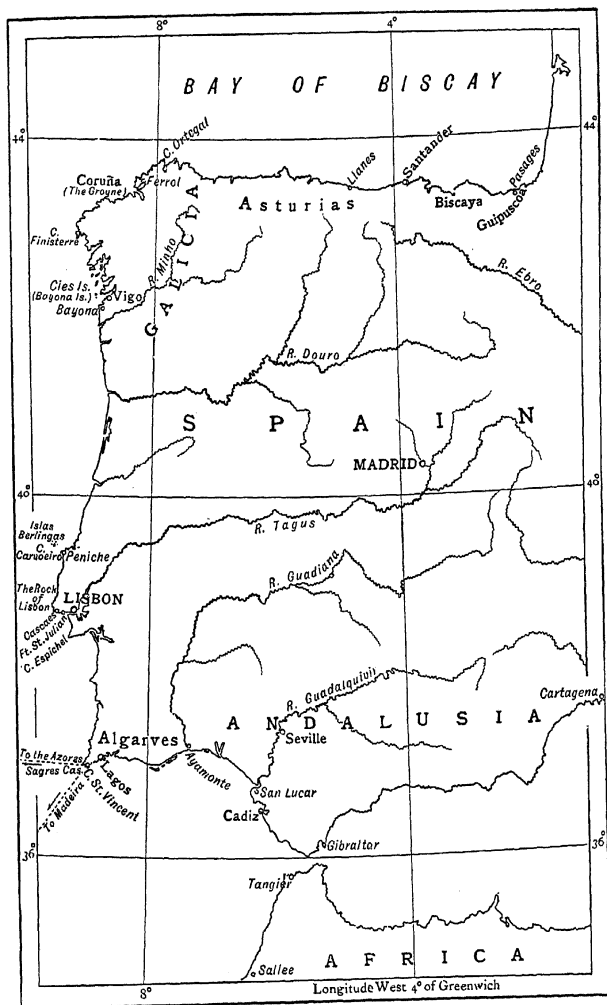 8° 4°
BAY OF BISCAY
44° 44°
C. Ortegal
Coruña
(The Groyne)
Ferrol
Llanes
Santander
Pasages
Asturias
Biscaya
Guipuscoa
C.
Finisterre
GALICIA
R. Minho
R. Ebro
Cies Is.
(Bayona Is.)
Vigo
Bayona
R. Douro
SPAIN
MADRID
40° 40°
R. Tagus
Islas
Berlingas
C.
Carvoeiro
Peniche
R. Guadiana
The Rock
of
Lisbon
LISBON
Cascaes
Ft. St. Julian
C. Espichel
R. Guadalquivir
Cartagena
ANDALUSIA
Seville
Algarves
To the Azores
Sagres Cas.
Lagos
C. St. Vincent
To Madeira
Ayamonte
San Lucar
Cadiz
Gibraltar
36° 36°
Tangier
AFRICA
Sallee
8° Longitude West 4° of Greenwich